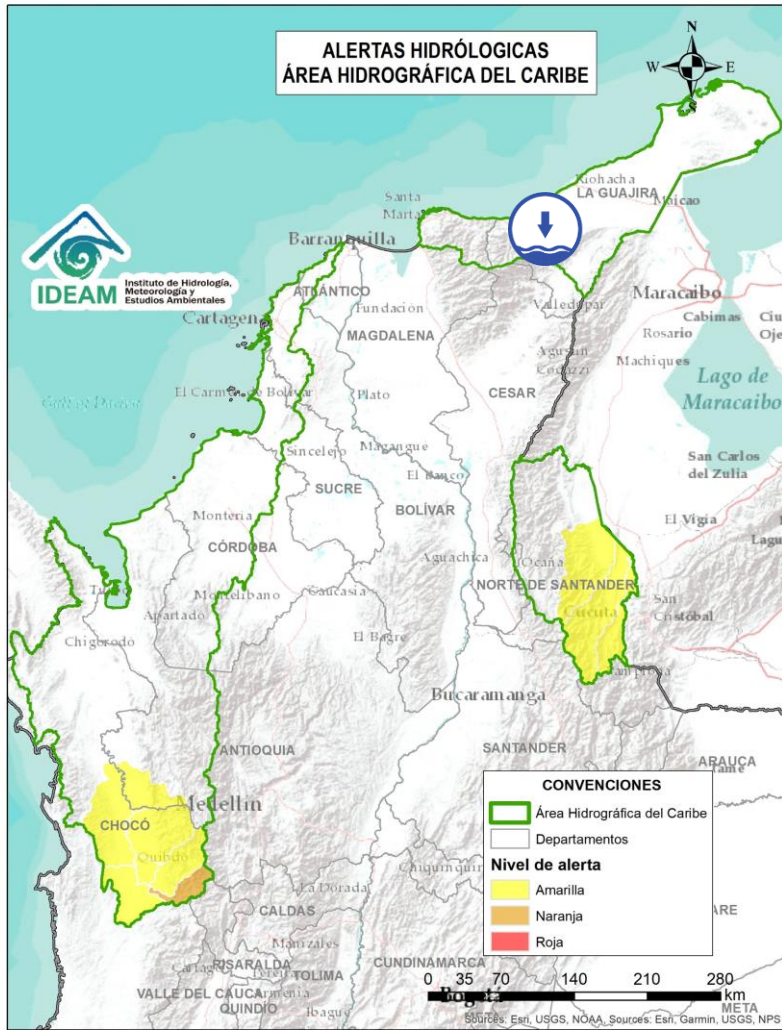 ALERTAS HIDRÓLOGICAS
ÁREA HIDROGRÁFICA DEL CARIBE
N
W
E
S
Riohacha
LA GUAJIRA
Maicao
Santa
Marta
Barranquilla
IDEAM
Instituto de Hidrología,
Meteorología y
Estudios Ambientales
ATLÁNTICO
Cartagena
Fundación
Valledupar
Maracaibo
Cabimas
Ciu
Oje
MAGDALENA
Rosario
Agustín
Codazzi
Machiques
Lago de
Maracaibo
CESAR
El Carmen de Bolívar
Plato
Sincelejo
Magangué
San Carlos
del Zulia
El Banco
SUCRE
BOLÍVAR
Montería
El Vigía
CÓRDOBA
Lagu
Aguachica
Ocaña
NORTE DE SANTANDER
Montelíbano
Caucasia
Cúcuta
San
Cristóbal
Apartadó
El Bagre
Chigorodó
Bucaramanga
ANTIOQUIA
SANTANDER
ARAUCA
Medellín
CHOCÓ
Quibdó
CONVENCIONES
Área Hidrográfica del Caribe
Departamentos
Nivel de alerta
Amarilla
Naranja
Roja
La Dorada
CALDAS
Manizales
RISARALDA
Pereira
TOLIMA
CUNDINAMARCA
VALLE DEL CAUCA
Armenia
QUINDÍO
Ibagué
Bogotá
META
0 35 70 140 210 280
km
Sources: Esri, USGS, NOAA, Sources: Esri, Garmin, USGS, NPS